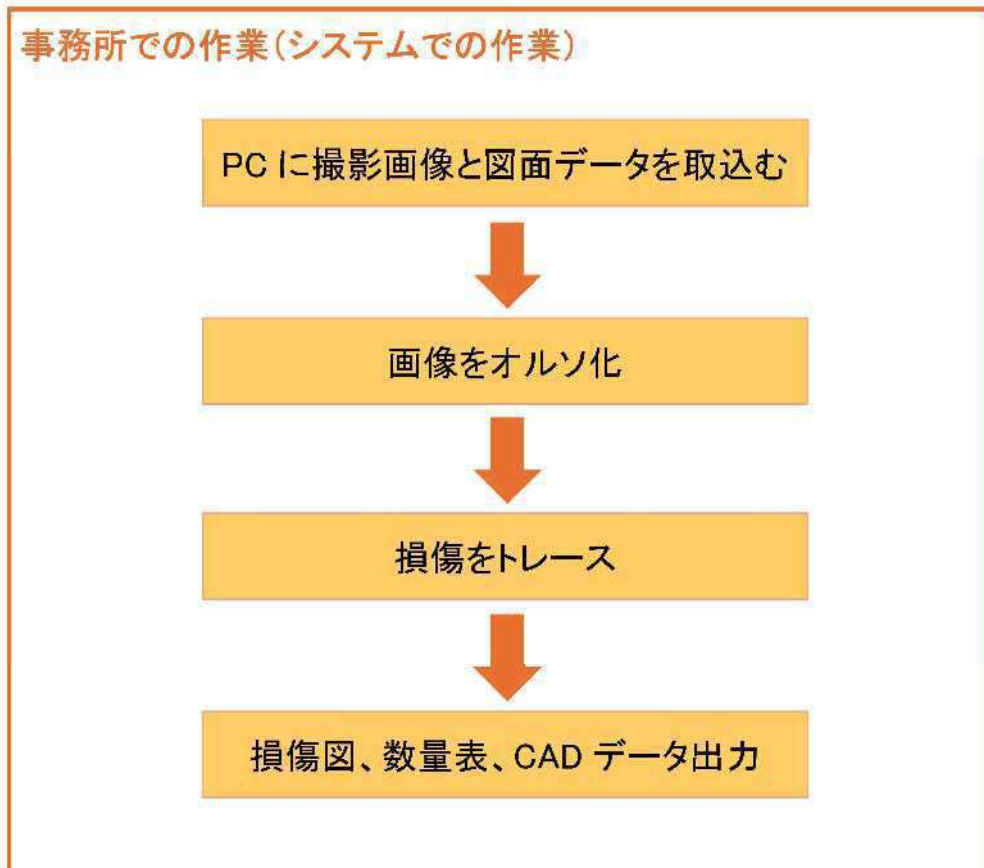 事務所での作業(システムでの作業)
PC に撮影画像と図面データを取込む
画像をオルソ化
損傷をトレース
損傷図、数量表、CAD データ出力